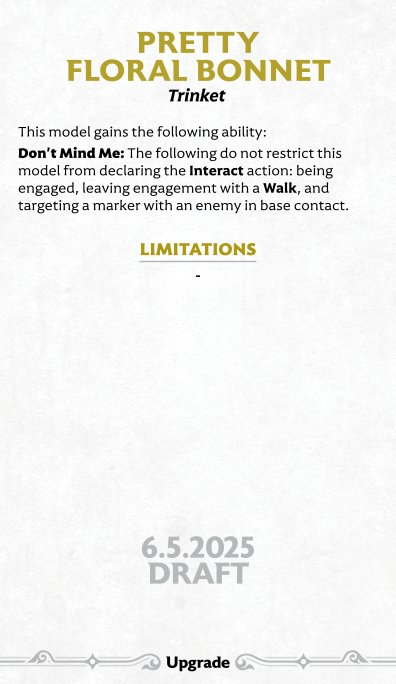 PRETTY
FLORAL BONNET
Trinket
This model gains the following ability:
Don't Mind Me: The following do not restrict this
model from declaring the Interact action: being
engaged, leaving engagement with a Walk, and
targeting a marker with an enemy in base contact.
LIMITATIONS
-
6.5.2025
DRAFT
Upgrade